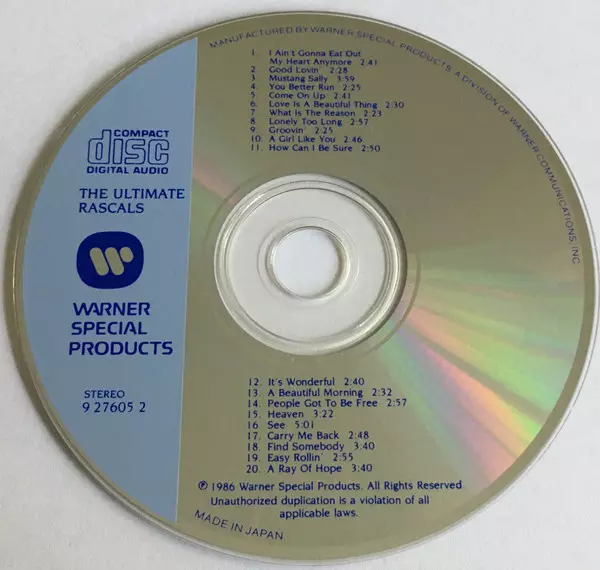 MANUFACTURED BY WARNER SPECIAL PRODUCTS, A DIVISION OF WARNER COMMUNICATIONS, INC.
1. I Ain't Gonna Eat Out
My Heart Anymore 2:41
2. Good Lovin' 2:28
3. Mustang Sally 3:59
4. You Better Run 2:25
5. Come On Up 2:41
6. Love Is A Beautiful Thing 2:30
7. What Is The Reason 2:23
8. Lonely Too Long 2:57
9. Groovin' 2:25
10. A Girl Like You 2:46
11. How Can I Be Sure 2:50
COMPACT
disc
DIGITAL AUDIO
THE ULTIMATE
RASCALS
WARNER
SPECIAL
PRODUCTS
STEREO
9 27605 2
12. It's Wonderful 2:40
13. A Beautiful Morning 2:32
14. People Got To Be Free 2:57
15. Heaven 3:22
16 See 5:01
17. Carry Me Back 2:48
18. Find Somebody 3:40
19. Easy Rollin' 2:55
20. A Ray Of Hope 3:40
℗ 1986 Warner Special Products. All Rights Reserved.
Unauthorized duplication is a violation of all
applicable laws.
MADE IN JAPAN